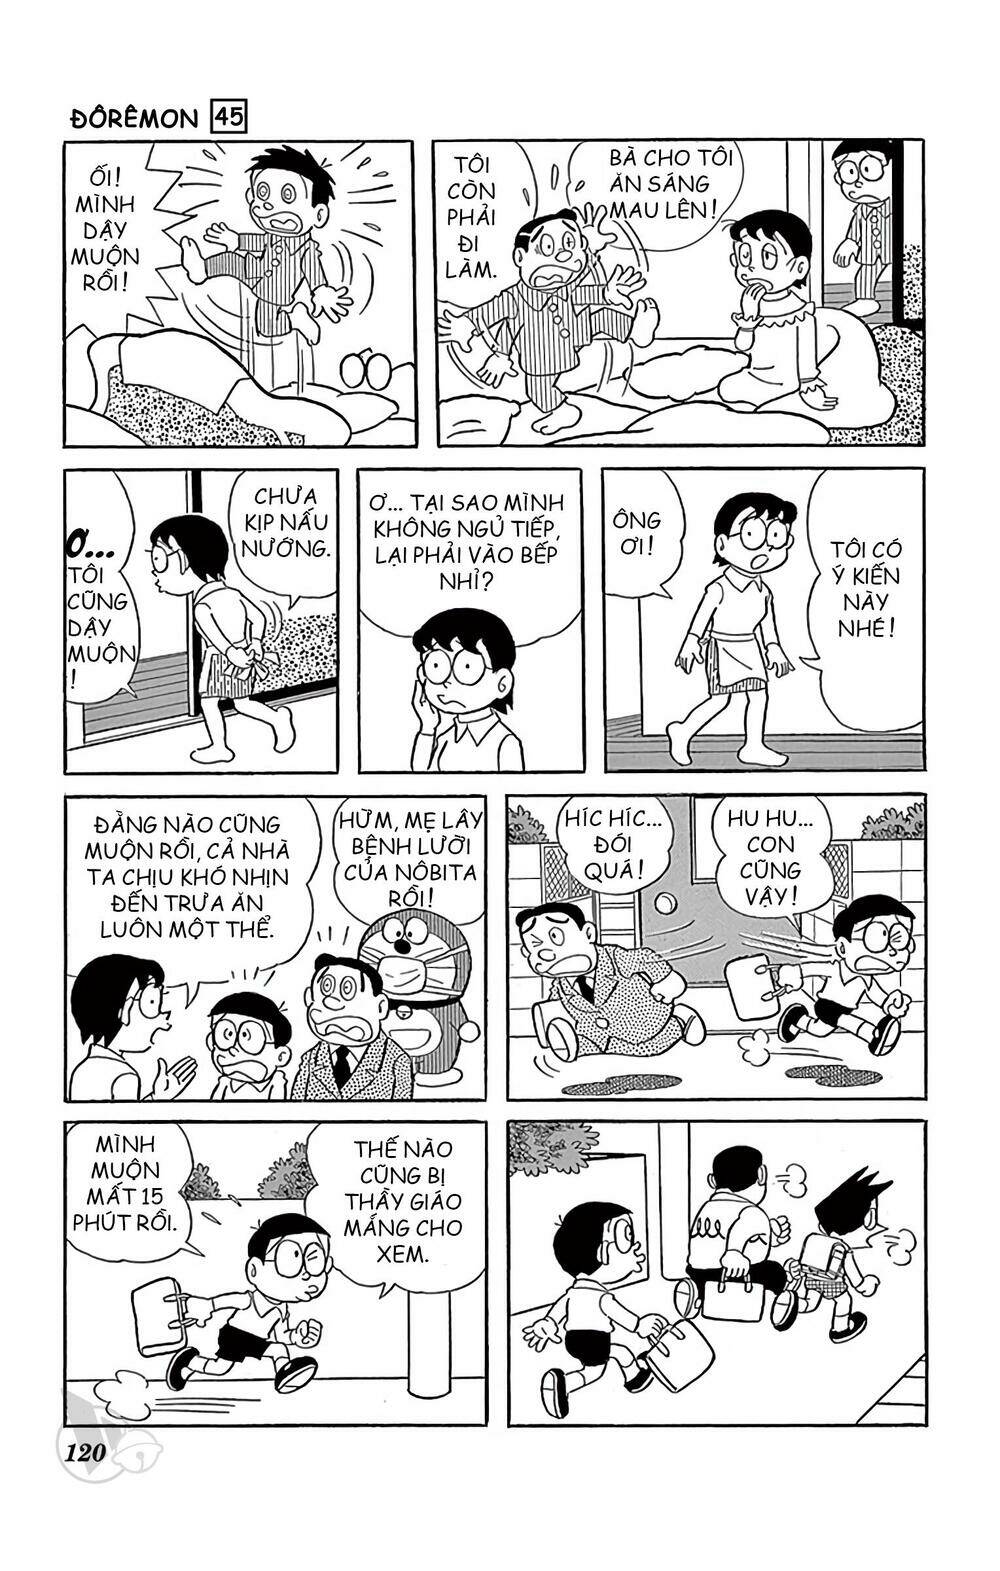 ĐÔRÊMON 45
ỐI!
MÌNH
DẬY
MUỘN
RỒI!
TÔI
CÒN
PHẢI
ĐI
LÀM.
BÀ CHO TÔI
ĂN SÁNG
MAU LÊN!
Ơ...
TÔI
CŨNG
DẬY
MUỘN
!
CHƯA
KỊP NẤU
NƯỚNG.
Ơ... TẠI SAO MÌNH
KHÔNG NGỦ TIẾP,
LẠI PHẢI VÀO BẾP
NHỈ?
ÔNG
ƠI!
TÔI CÓ
Ý KIẾN
NÀY
NHÉ!
ĐẰNG NÀO CŨNG
MUỘN RỒI, CẢ NHÀ
TA CHỊU KHÓ NHỊN
ĐẾN TRƯA ĂN
LUÔN MỘT THỂ.
HỪM, MẸ LÂY
BỆNH LƯỜI
CỦA NÔBITA
RỒI!
HÍC HÍC...
ĐÓI
QUÁ!
HU HU...
CON
CŨNG
VẬY!
MÌNH
MUỘN
MẤT 15
PHÚT RỒI.
THẾ NÀO
CŨNG BỊ
THẦY GIÁO
MẮNG CHO
XEM.
120